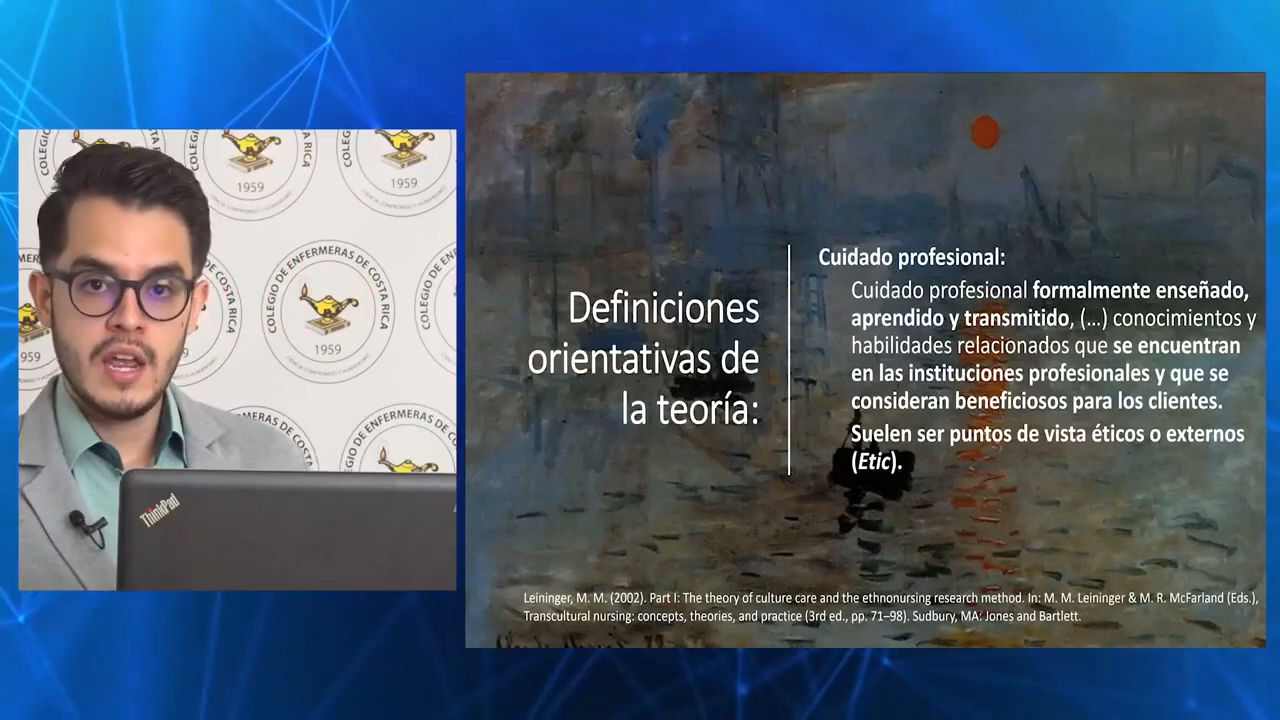 COLEGIO DE ENFERMERAS DE COSTA RICA
1959
1959
1959
1959
ThinkPad
Definiciones
orientativas de
la teoría:
Cuidado profesional:
Cuidado profesional formalmente enseñado,
aprendido y transmitido, (...) conocimientos y
habilidades relacionados que se encuentran
en las instituciones profesionales y que se
consideran beneficiosos para los clientes.
Suelen ser puntos de vista éticos o externos
(Etic).
Leininger, M. M. (2002). Part I: The theory of culture care and the ethnonursing research method. In: M. M. Leininger & M. R. McFarland (Eds.),
Transcultural nursing: concepts, theories, and practice (3rd ed., pp. 71–98). Sudbury, MA: Jones and Bartlett.